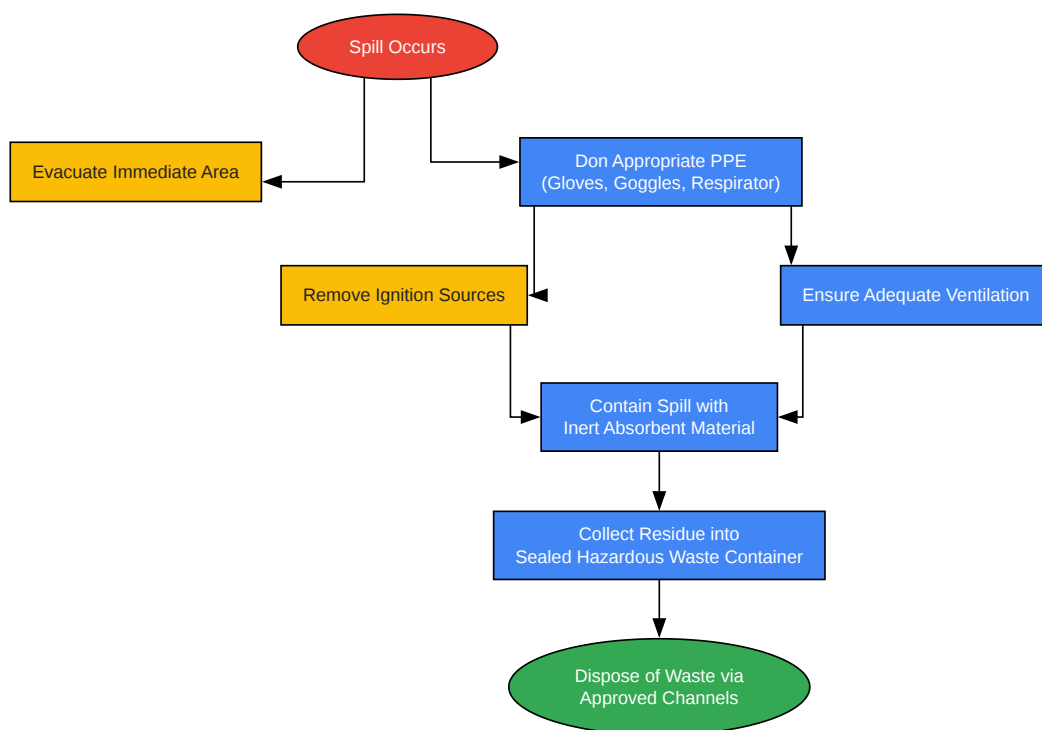 Spill Occurs
Evacuate Immediate Area
Don Appropriate PPE
(Gloves, Goggles, Respirator)
Remove Ignition Sources
Ensure Adequate Ventilation
Contain Spill with
Inert Absorbent Material
Collect Residue into
Sealed Hazardous Waste Container
Dispose of Waste via
Approved Channels